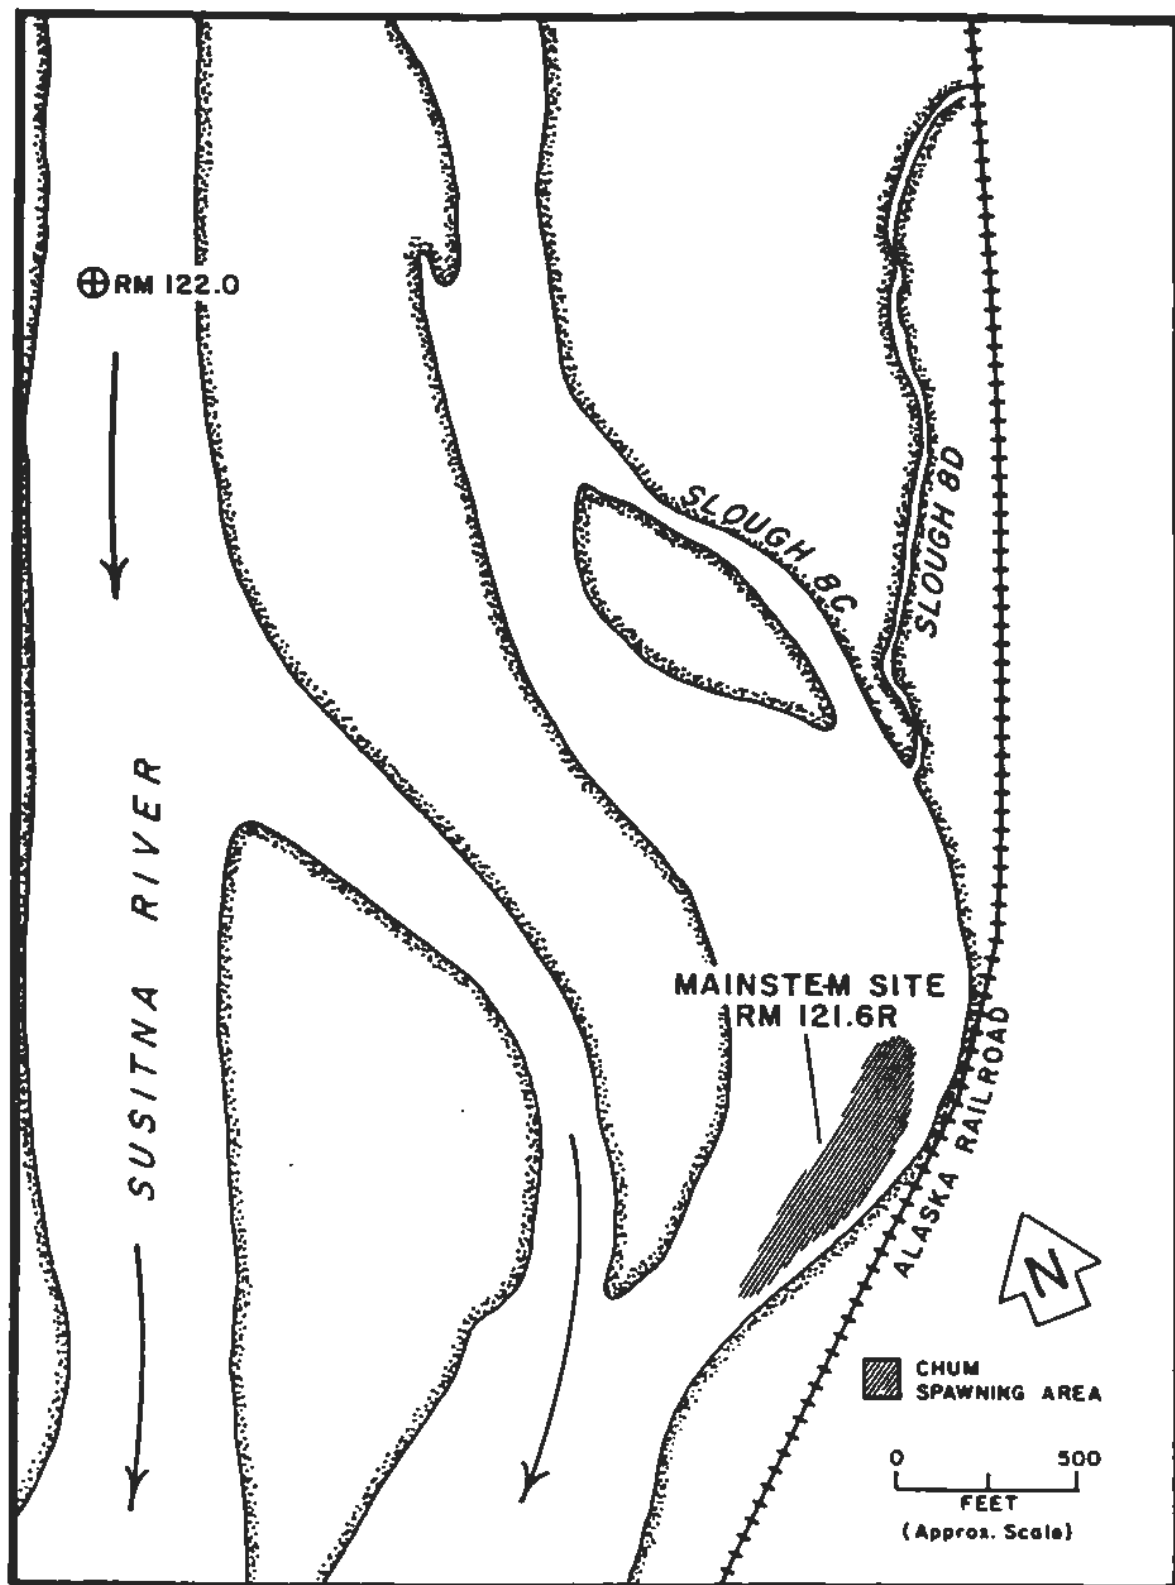 RM 122.0
SLOUGH 8C
SLOUGH 8D
SUSITNA RIVER
MAINSTEM SITE
RM 121.6R
ALASKA RAILROAD
N
CHUM
SPAWNING AREA
0 500
FEET
(Approx. Scale)